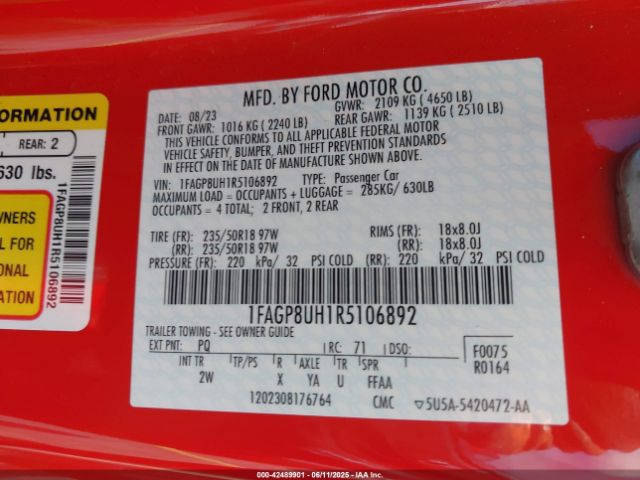 FORMATION
REAR: 2
630 lbs.
1FAGP8UH1R5106892
WNERS
L FOR
ONAL
MFD. BY FORD MOTOR CO.
DATE: 08/23 GVWR: 2109 KG (4650 LB)
FRONT GAWR: 1016 KG (2240 LB) REAR GAWR: 1139 KG (2510 LB)
THIS VEHICLE CONFORMS TO ALL APPLICABLE FEDERAL MOTOR
VEHICLE SAFETY, BUMPER, AND THEFT PREVENTION STANDARDS
IN EFFECT ON THE DATE OF MANUFACTURE SHOWN ABOVE.
VIN: 1FAGP8UH1R5106892 TYPE: Passenger Car
MAXIMUM LOAD = OCCUPANTS + LUGGAGE = 285KG/ 630LB
OCCUPANTS = 4 TOTAL; 2 FRONT, 2 REAR
TIRE (FR): 235/50R18 97W RIMS (FR): 18x8.0J
(RR): 235/50R18 97W (RR): 18x8.0J
PRESSURE (FR): 220 kPa/ 32 PSI COLD (RR): 220 kPa/ 32 PSI COLD
1FAGP8UH1R5106892
TRAILER TOWING - SEE OWNER GUIDE
EXT PNT: PQ RC: 71 DSO: F0075
INT TR TP/PS R AXLE TR SPR R0164
2W X YA U FFAA
1202308176764 CMC ▽5U5A-5420472-AA
000-42489901 - 06/11/2025 - IAA Inc. (IAA)